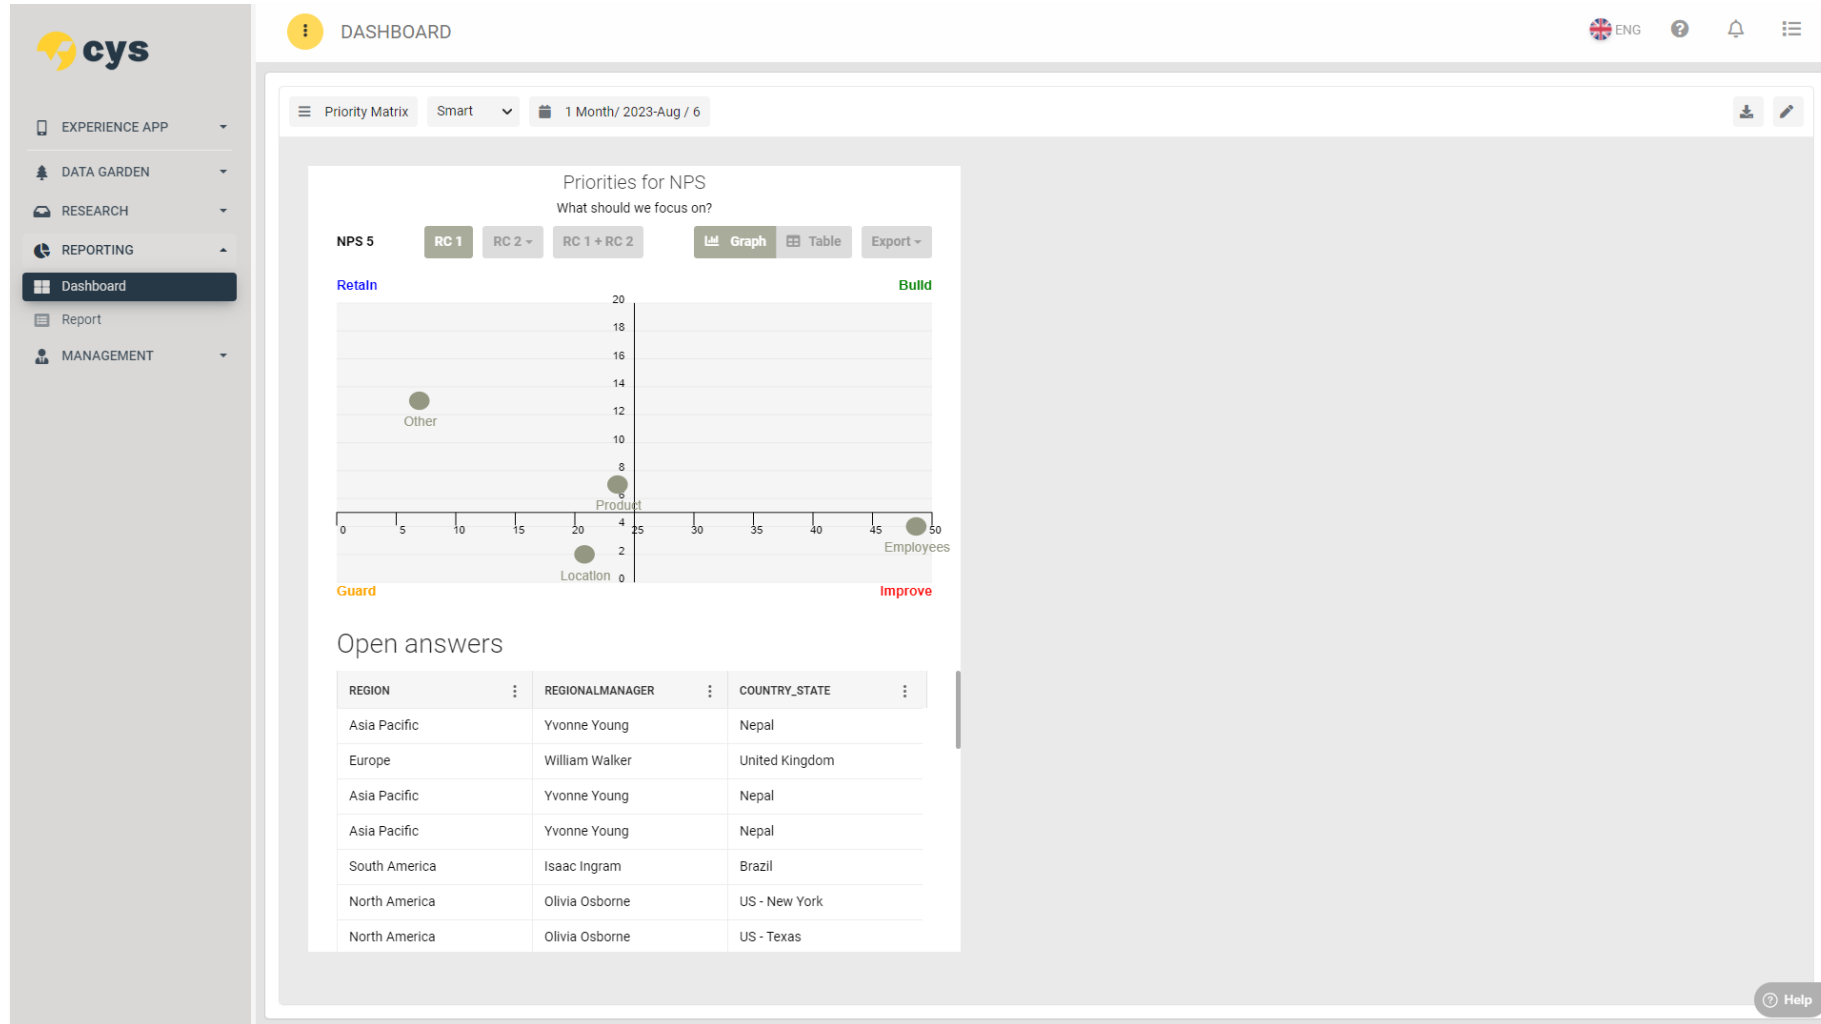 cys
DASHBOARD
ENG
EXPERIENCE APP
DATA GARDEN
RESEARCH
REPORTING
Dashboard
Report
MANAGEMENT
Priority Matrix
Smart
1 Month/ 2023-Aug / 6
Priorities for NPS
What should we focus on?
NPS 5
RC 1
RC 2
RC 1 + RC 2
Graph
Table
Export
Retain
Build
20
18
16
14
12
10
8
6
4
2
0
0 5 10 15 20 25 30 35 40 45 50
Other
Product
Employees
Location
Guard
Improve
Open answers
REGION REGIONALMANAGER COUNTRY_STATE
Asia Pacific Yvonne Young Nepal
Europe William Walker United Kingdom
Asia Pacific Yvonne Young Nepal
Asia Pacific Yvonne Young Nepal
South America Isaac Ingram Brazil
North America Olivia Osborne US - New York
North America Olivia Osborne US - Texas
Help